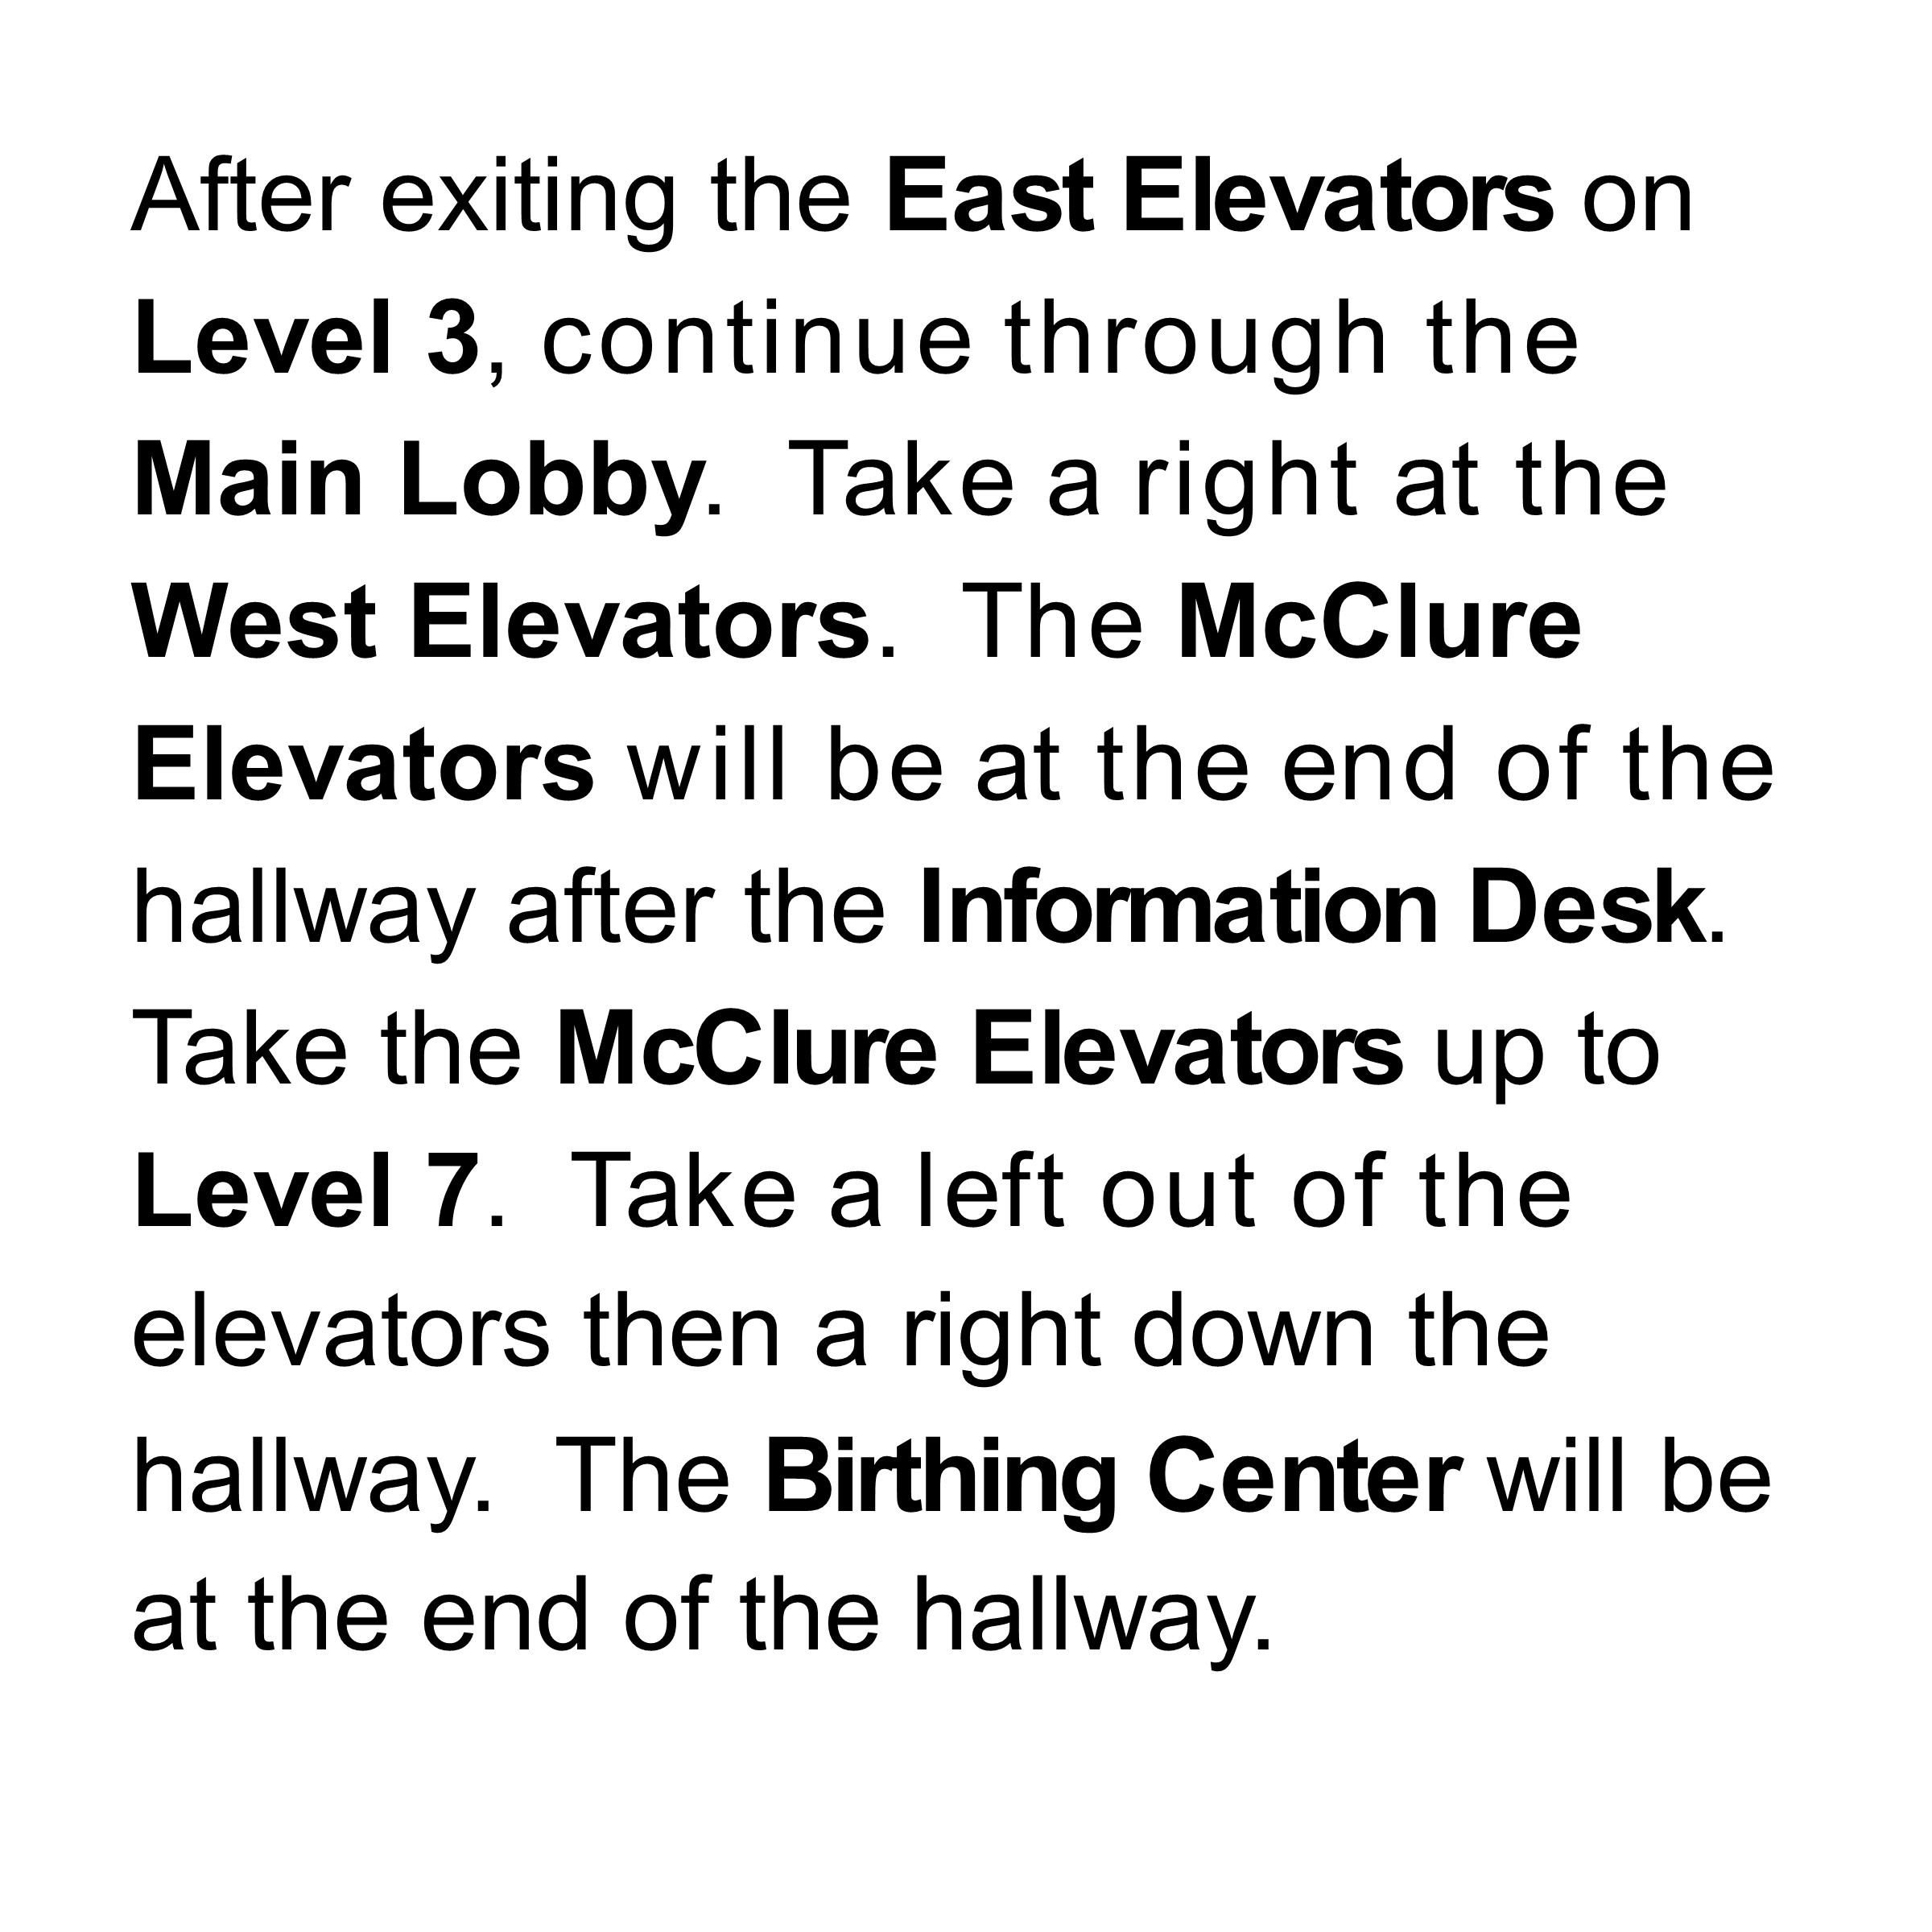 After exiting the East Elevators on
Level 3, continue through the
Main Lobby.  Take a right at the
West Elevators.  The McClure
Elevators will be at the end of the
hallway after the Information Desk.
Take the McClure Elevators up to
Level 7.  Take a left out of the
elevators then a right down the
hallway.  The Birthing Center will be
at the end of the hallway.